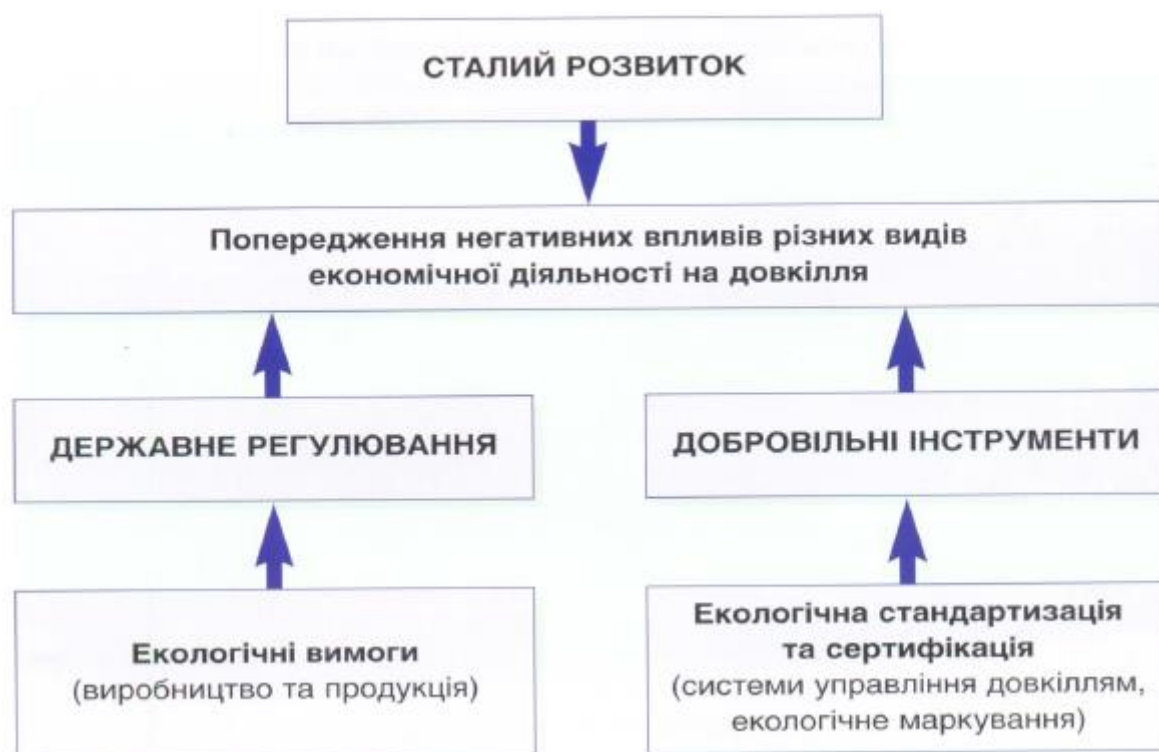 СТАЛИЙ РОЗВИТОК
Попередження негативних впливів різних видів
економічної діяльності на довкілля
ДЕРЖАВНЕ РЕГУЛЮВАННЯ
ДОБРОВІЛЬНІ ІНСТРУМЕНТИ
Екологічні вимоги
(виробництво та продукція)
Екологічна стандартизація
та сертифікація
(системи управління довкіллям,
екологічне маркування)